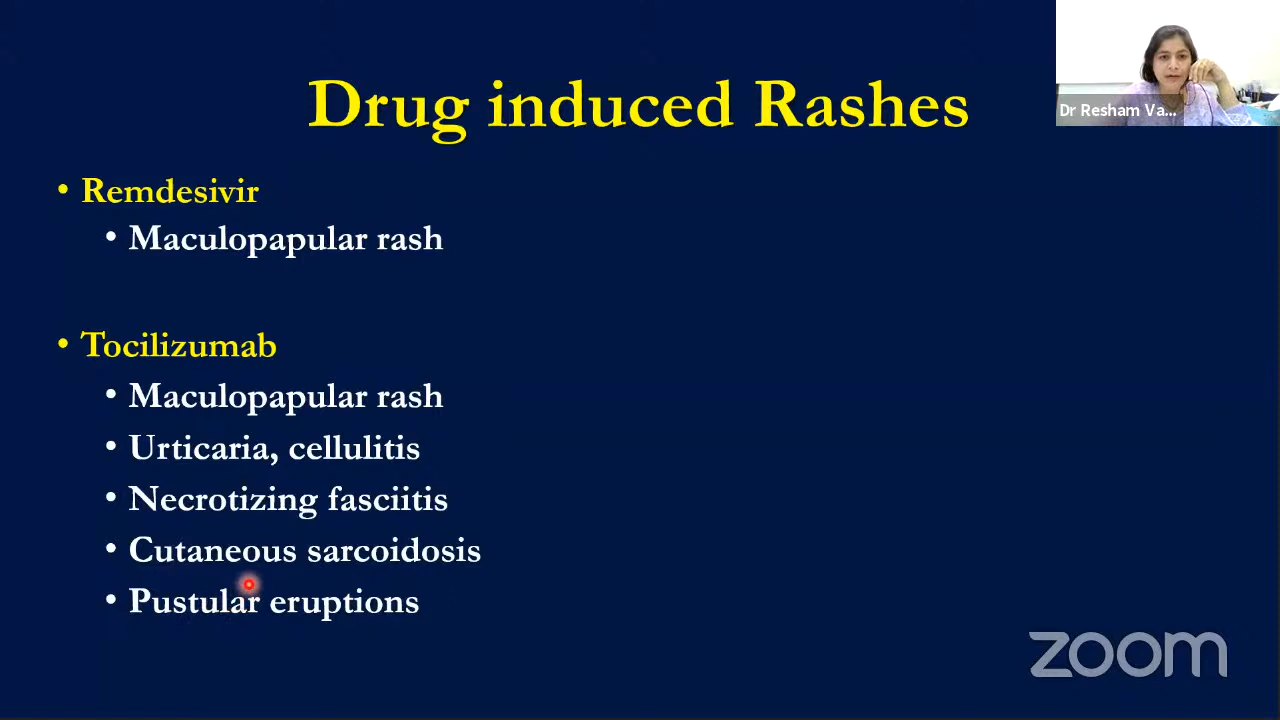 Drug induced Rashes
Dr Resham Va...
• Remdesivir
• Maculopapular rash
• Tocilizumab
• Maculopapular rash
• Urticaria, cellulitis
• Necrotizing fasciitis
• Cutaneous sarcoidosis
• Pustular eruptions
zoom